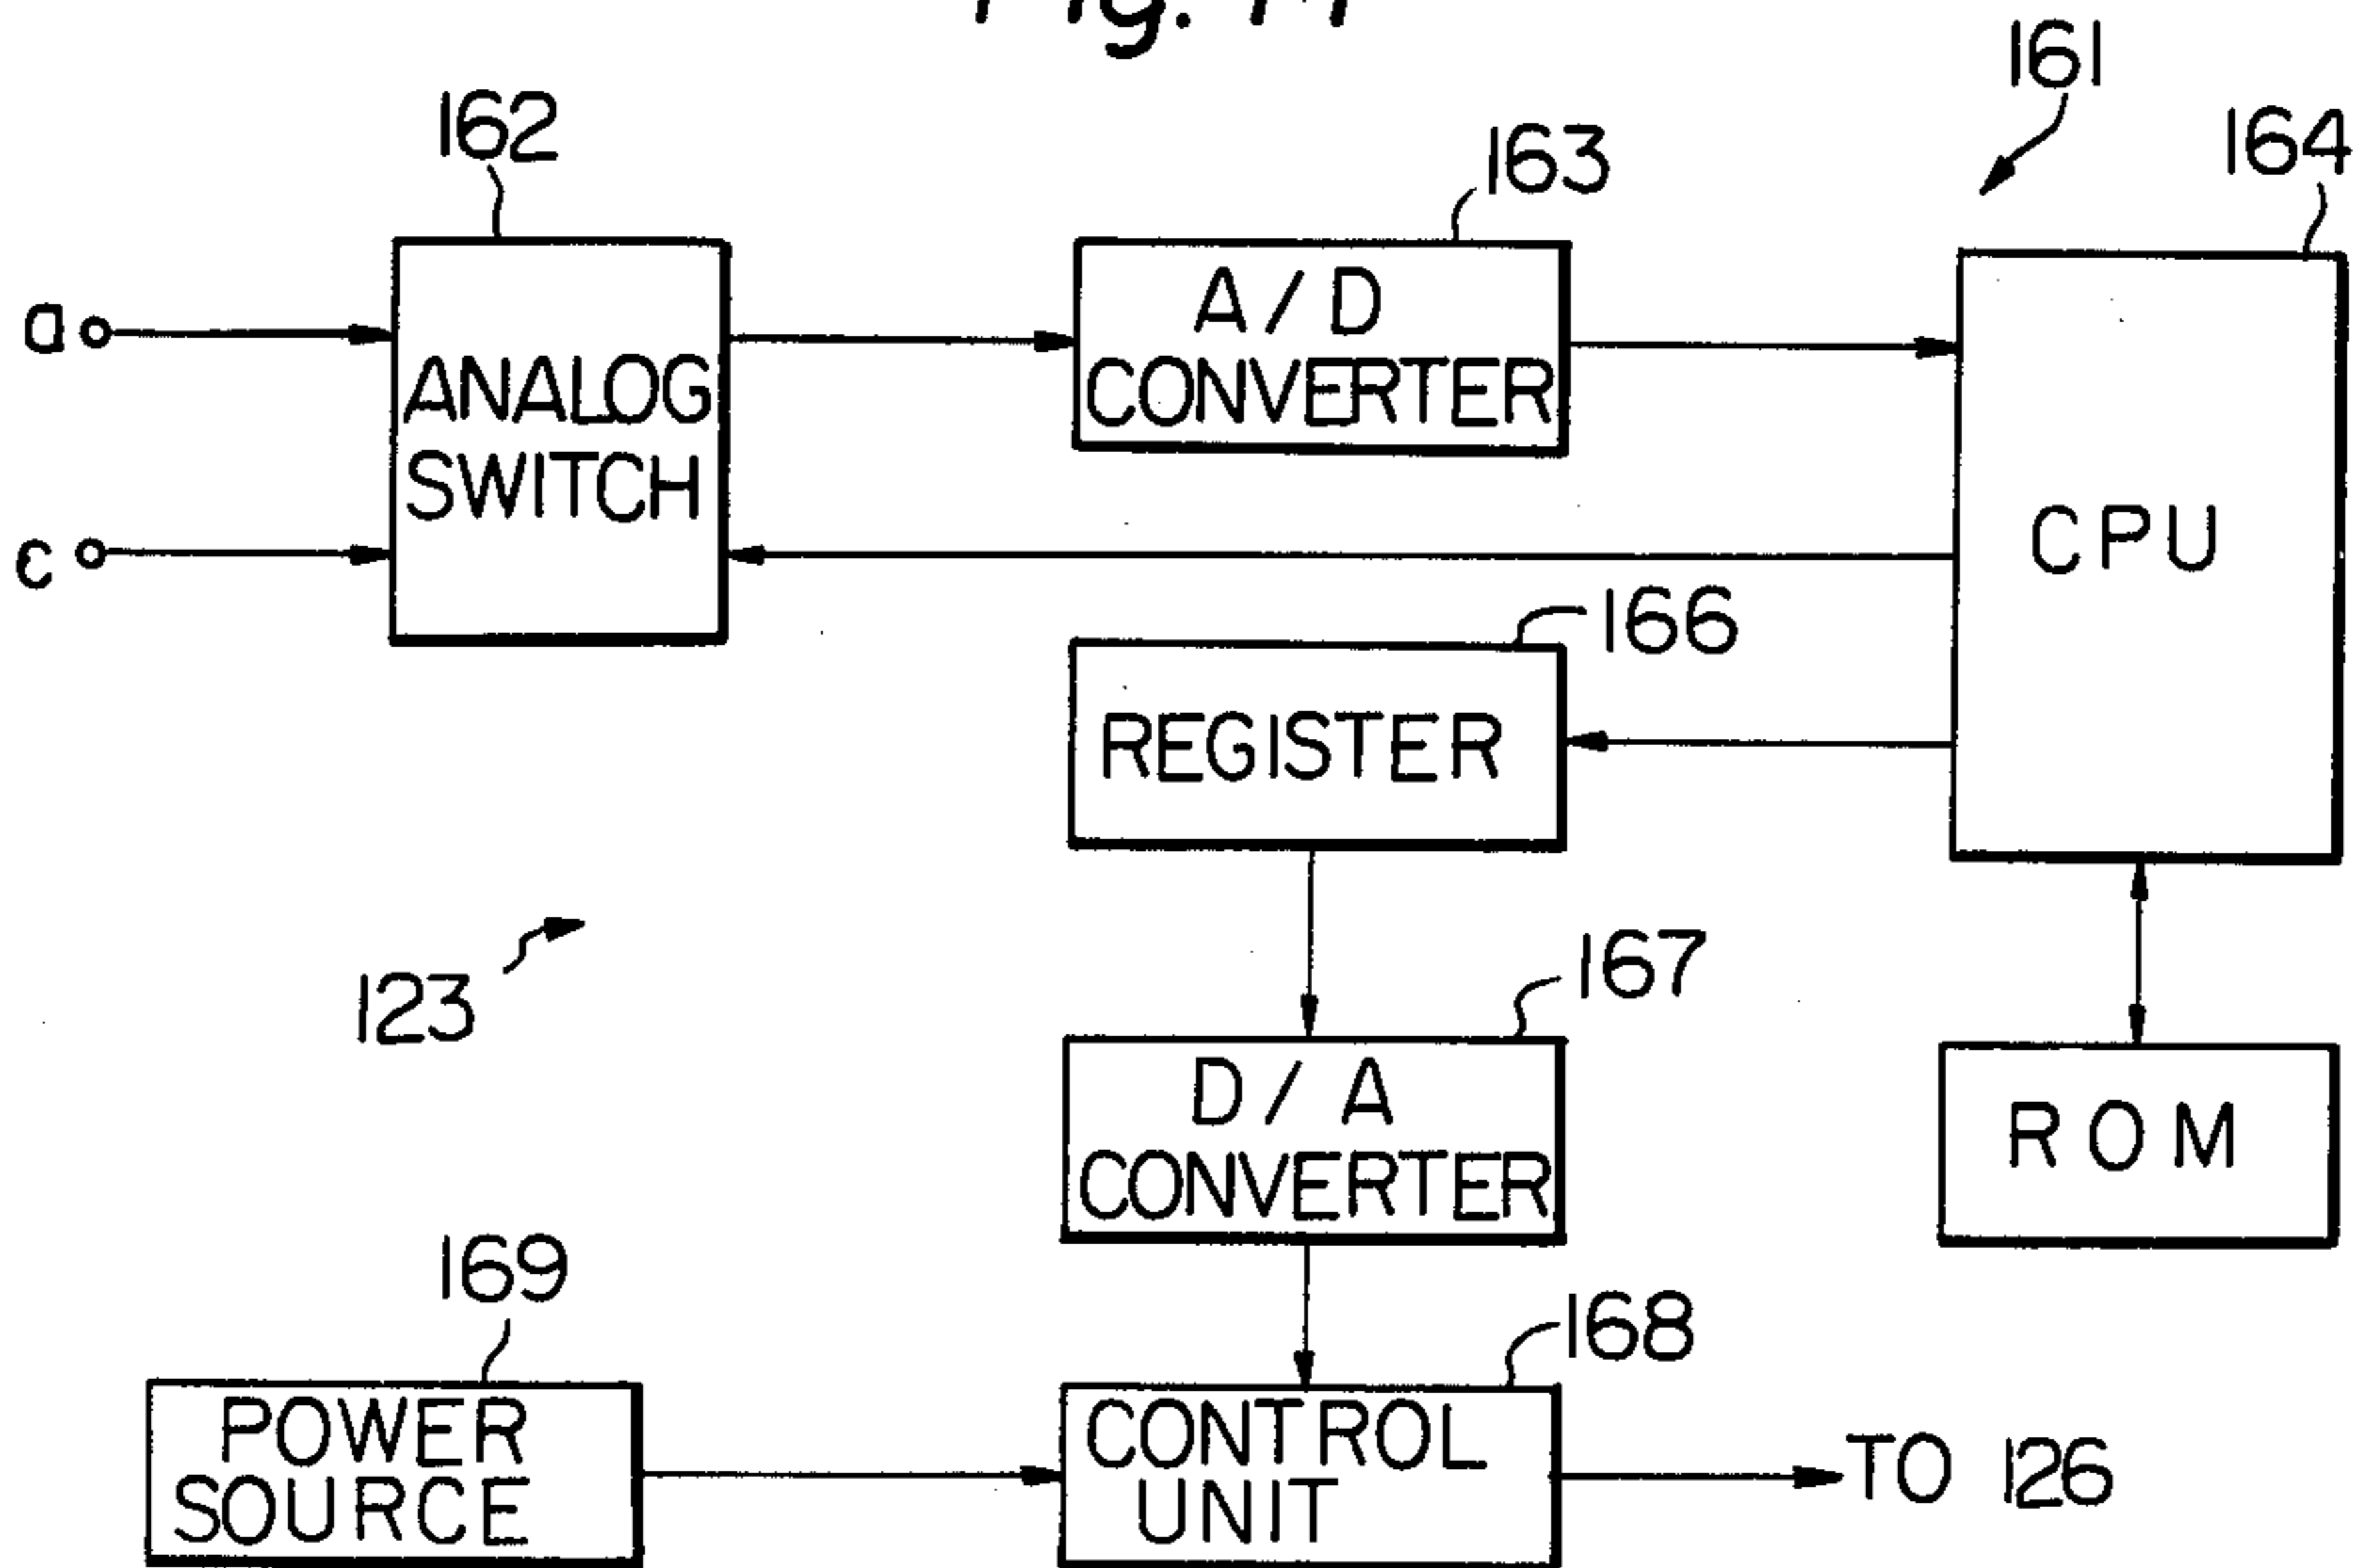 Fig.
161
162
163
164
a
A/D
CONVERTER
ANALOG
SWITCH
CPU
c
166
REGISTER
123
167
D/A
CONVERTER
ROM
169
168
POWER
SOURCE
CONTROL
UNIT
TO 126